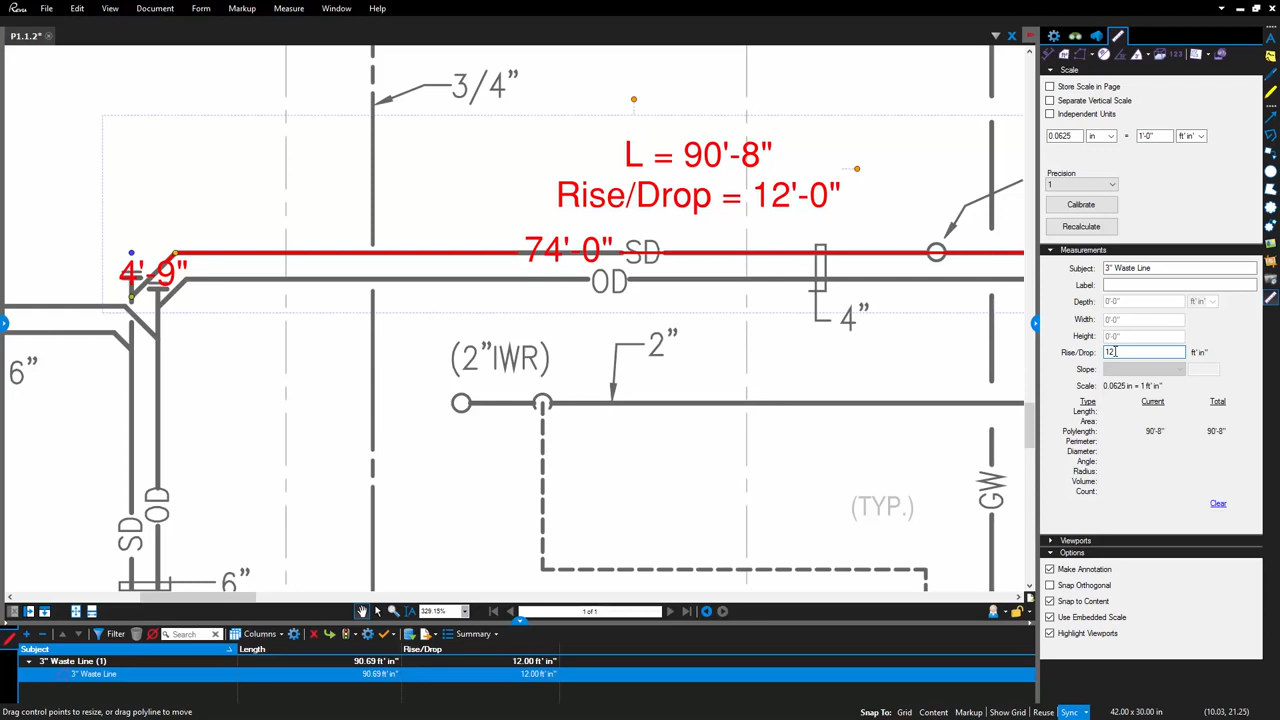 Revu File Edit View Document Form Markup Measure Window Help
P1.1.2*
3/4"
L = 90'-8"
Rise/Drop = 12'-0"
74'-0" SD
4'-9"
OD
4"
(2"IWR) 2"
6"
(TYP.)
GW
SD
OD
6"
Scale
Store Scale in Page
Separate Vertical Scale
Independent Units
0.0625 in = 1'-0" ft' in"
Precision
1
Calibrate
Recalculate
Measurements
Subject: 3" Waste Line
Label:
Depth: 0'-0" ft' in"
Width: 0'-0"
Height: 0'-0"
Rise/Drop: 12 ft' in"
Slope:
Scale: 0.0625 in = 1 ft' in"
Type Current Total
Length:
Area:
Polylength: 90'-8" 90'-8"
Perimeter:
Diameter:
Angle:
Radius:
Volume:
Count:
Clear
Viewports
Options
Make Annotation
Snap Orthogonal
Snap to Content
Use Embedded Scale
Highlight Viewports
329.15% 1 of 1
Filter Search Columns Summary
Subject Length Rise/Drop
3" Waste Line (1) 90.69 ft' in" 12.00 ft' in"
3" Waste Line 90.69 ft' in" 12.00 ft' in"
Drag control points to resize, or drag polyline to move Snap To: Grid Content Markup Show Grid Reuse Sync 42.00 x 30.00 in (10.03, 21.25)